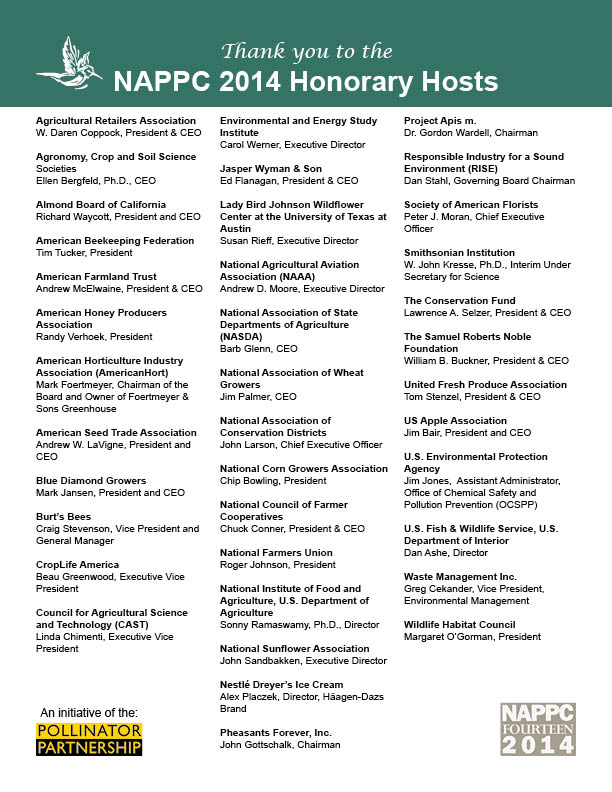 Thank you to the
NAPPC 2014 Honorary Hosts
Agricultural Retailers Association
W. Daren Coppock, President & CEO
Agronomy, Crop and Soil Science
Societies
Ellen Bergfeld, Ph.D., CEO
Almond Board of California
Richard Waycott, President and CEO
American Beekeeping Federation
Tim Tucker, President
American Farmland Trust
Andrew McElwaine, President & CEO
American Honey Producers
Association
Randy Verhoek, President
American Horticulture Industry
Association (AmericanHort)
Mark Foertmeyer, Chairman of the
Board and Owner of Foertmeyer &
Sons Greenhouse
American Seed Trade Association
Andrew W. LaVigne, President and
CEO
Blue Diamond Growers
Mark Jansen, President and CEO
Burt's Bees
Craig Stevenson, Vice President and
General Manager
CropLife America
Beau Greenwood, Executive Vice
President
Council for Agricultural Science
and Technology (CAST)
Linda Chimenti, Executive Vice
President
Environmental and Energy Study
Institute
Carol Werner, Executive Director
Jasper Wyman & Son
Ed Flanagan, President & CEO
Lady Bird Johnson Wildflower
Center at the University of Texas at
Austin
Susan Rieff, Executive Director
National Agricultural Aviation
Association (NAAA)
Andrew D. Moore, Executive Director
National Association of State
Departments of Agriculture
(NASDA)
Barb Glenn, CEO
National Association of Wheat
Growers
Jim Palmer, CEO
National Association of
Conservation Districts
John Larson, Chief Executive Officer
National Corn Growers Association
Chip Bowling, President
National Council of Farmer
Cooperatives
Chuck Conner, President & CEO
National Farmers Union
Roger Johnson, President
National Institute of Food and
Agriculture, U.S. Department of
Agriculture
Sonny Ramaswamy, Ph.D., Director
National Sunflower Association
John Sandbakken, Executive Director
Nestlé Dreyer's Ice Cream
Alex Placzek, Director, Häagen-Dazs
Brand
Pheasants Forever, Inc.
John Gottschalk, Chairman
Project Apis m.
Dr. Gordon Wardell, Chairman
Responsible Industry for a Sound
Environment (RISE)
Dan Stahl, Governing Board Chairman
Society of American Florists
Peter J. Moran, Chief Executive
Officer
Smithsonian Institution
W. John Kresse, Ph.D., Interim Under
Secretary for Science
The Conservation Fund
Lawrence A. Selzer, President & CEO
The Samuel Roberts Noble
Foundation
William B. Buckner, President & CEO
United Fresh Produce Association
Tom Stenzel, President & CEO
US Apple Association
Jim Bair, President and CEO
U.S. Environmental Protection
Agency
Jim Jones, Assistant Administrator,
Office of Chemical Safety and
Pollution Prevention (OCSPP)
U.S. Fish & Wildlife Service, U.S.
Department of Interior
Dan Ashe, Director
Waste Management Inc.
Greg Cekander, Vice President,
Environmental Management
Wildlife Habitat Council
Margaret O'Gorman, President
An initiative of the:
POLLINATOR
PARTNERSHIP
NAPPC
FOURTEEN
2014